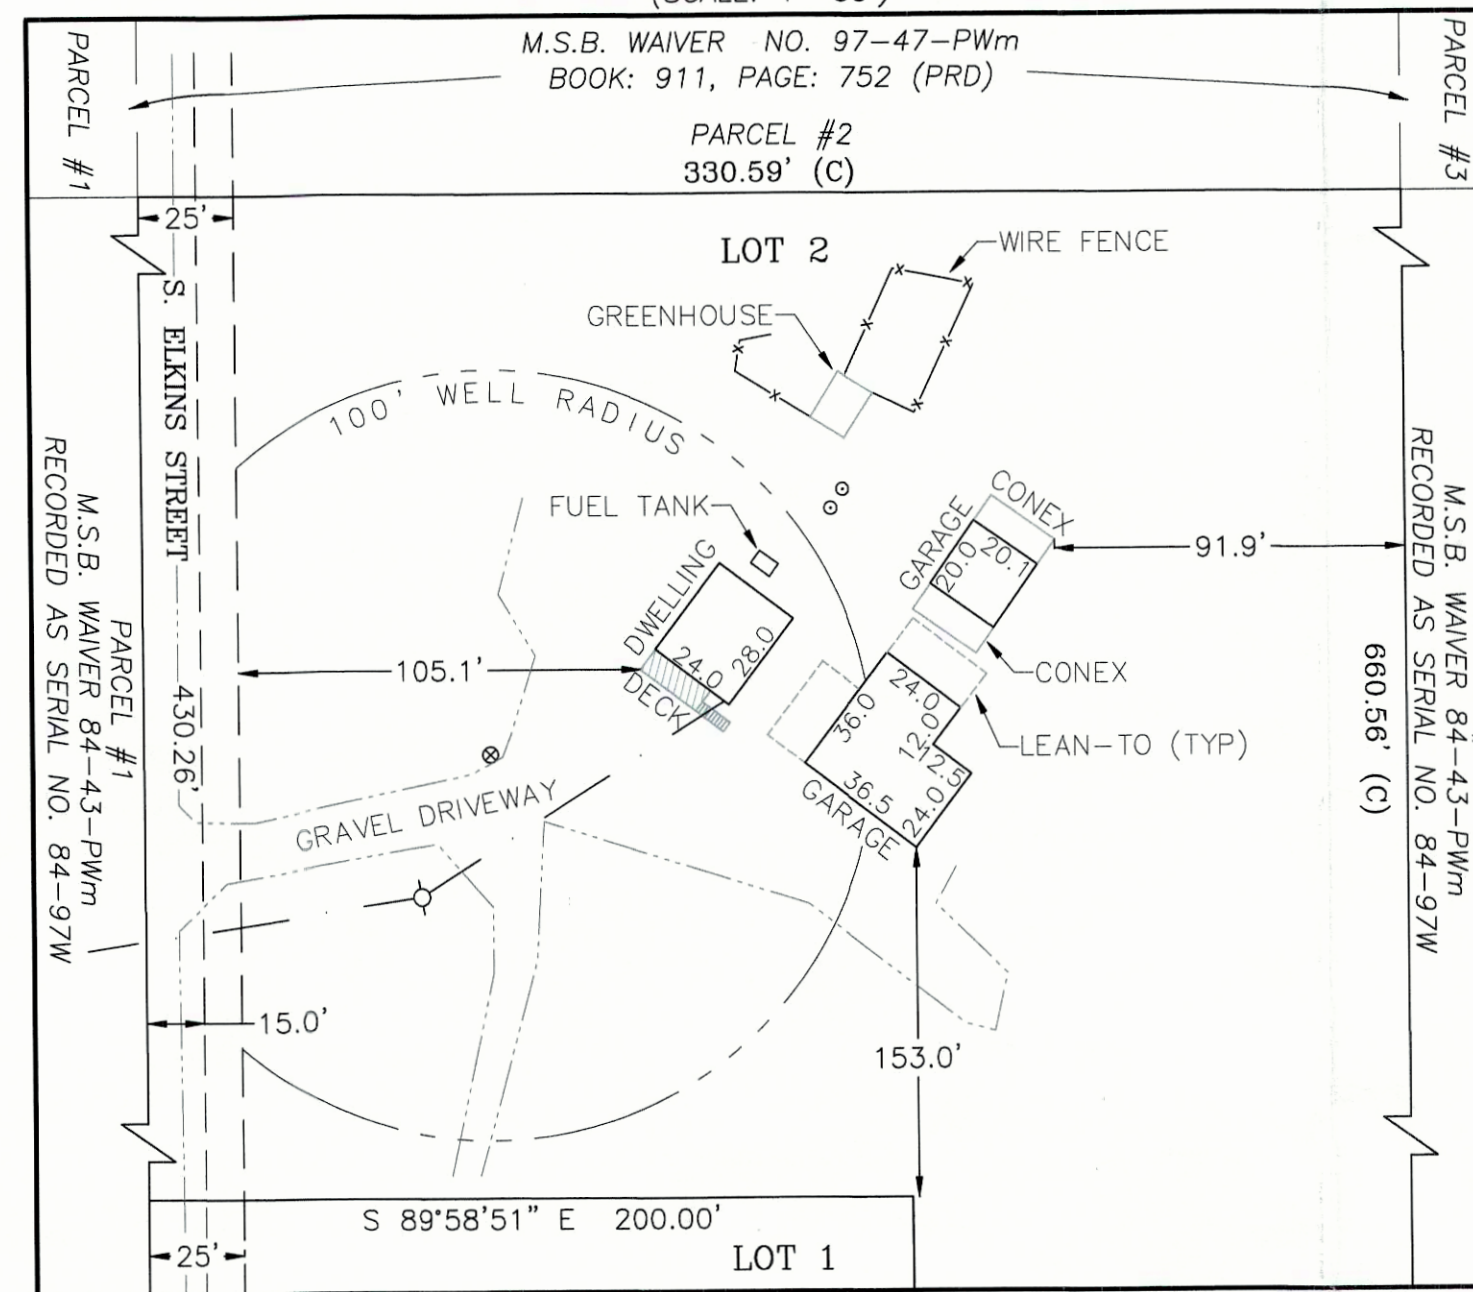 M.S.B. WAIVER NO. 97-47-PWm
BOOK: 911, PAGE: 752 (PRD)
PARCEL #1
PARCEL #3
PARCEL #2
330.59' (C)
25'
LOT 2
WIRE FENCE
GREENHOUSE
S. ELKINS STREET
100' WELL RADIUS
FUEL TANK
CONEX
GARAGE
20.0
20.1
91.9'
DWELLING
24.0
28.0
DECK
105.1'
CONEX
LEAN-TO (TYP)
24.0
36.0
12.0
12.5
36.5
24.0
GARAGE
430.26'
660.56' (C)
GRAVEL DRIVEWAY
PARCEL #1
M.S.B. WAIVER 84-43-PWm
RECORDED AS SERIAL NO. 84-97W
M.S.B. WAIVER 84-43-PWm
RECORDED AS SERIAL NO. 84-97W
15.0'
153.0'
S 89°58'51" E 200.00'
25'
LOT 1